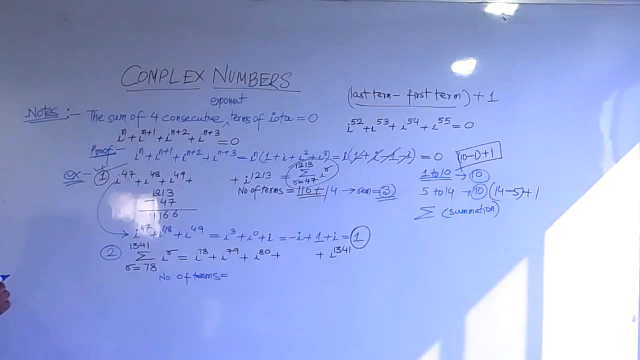 COMPLEX NUMBERS
exponent
Notes :- The sum of 4 consecutive ^ terms of iota = 0
i^n + i^n+1 + i^n+2 + i^n+3 = 0
Proof - i^n + i^n+1 + i^n+2 + i^n+3 = i^n (1 + i + i^2 + i^3) = i (1 + i - 1 - i) = 0
Ex - ① i^47 + i^48 + i^49 + + i^1213 = 1213 Σ r=47 i^r
1213
- 47
1166
No of terms = 1167 / 4 → rem = ③
i^47 + i^48 + i^49 = i^3 + i^0 + i = -i + 1 + i = 1
② 1341 Σ r=78 i^r = i^78 + i^79 + i^80 + + i^1341
No of terms =
(last term - first term) + 1
i^52 + i^53 + i^54 + i^55 = 0
(10-1)+1
1 to 10 → 10
5 to 14 → 10 (14-5)+1
Σ (summation)